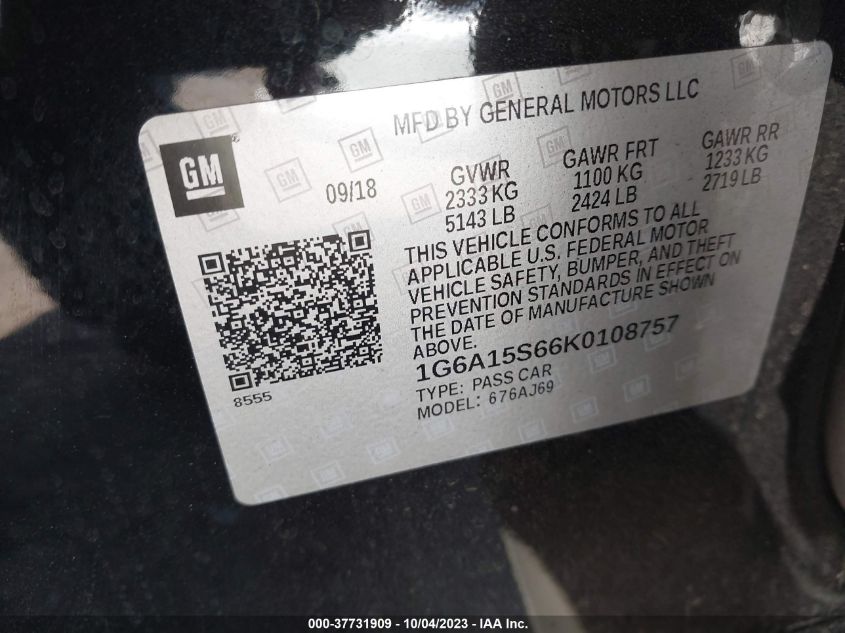 MFD BY GENERAL MOTORS LLC
GM
09/18
GVWR
2333 KG
5143 LB
GAWR FRT
1100 KG
2424 LB
GAWR RR
1233 KG
2719 LB
THIS VEHICLE CONFORMS TO ALL
APPLICABLE U.S. FEDERAL MOTOR
VEHICLE SAFETY, BUMPER, AND THEFT
PREVENTION STANDARDS IN EFFECT ON
THE DATE OF MANUFACTURE SHOWN
ABOVE.
1G6A15S66K0108757
TYPE: PASS CAR
MODEL: 676AJ69
8555
000-37731909 - 10/04/2023 - IAA Inc.